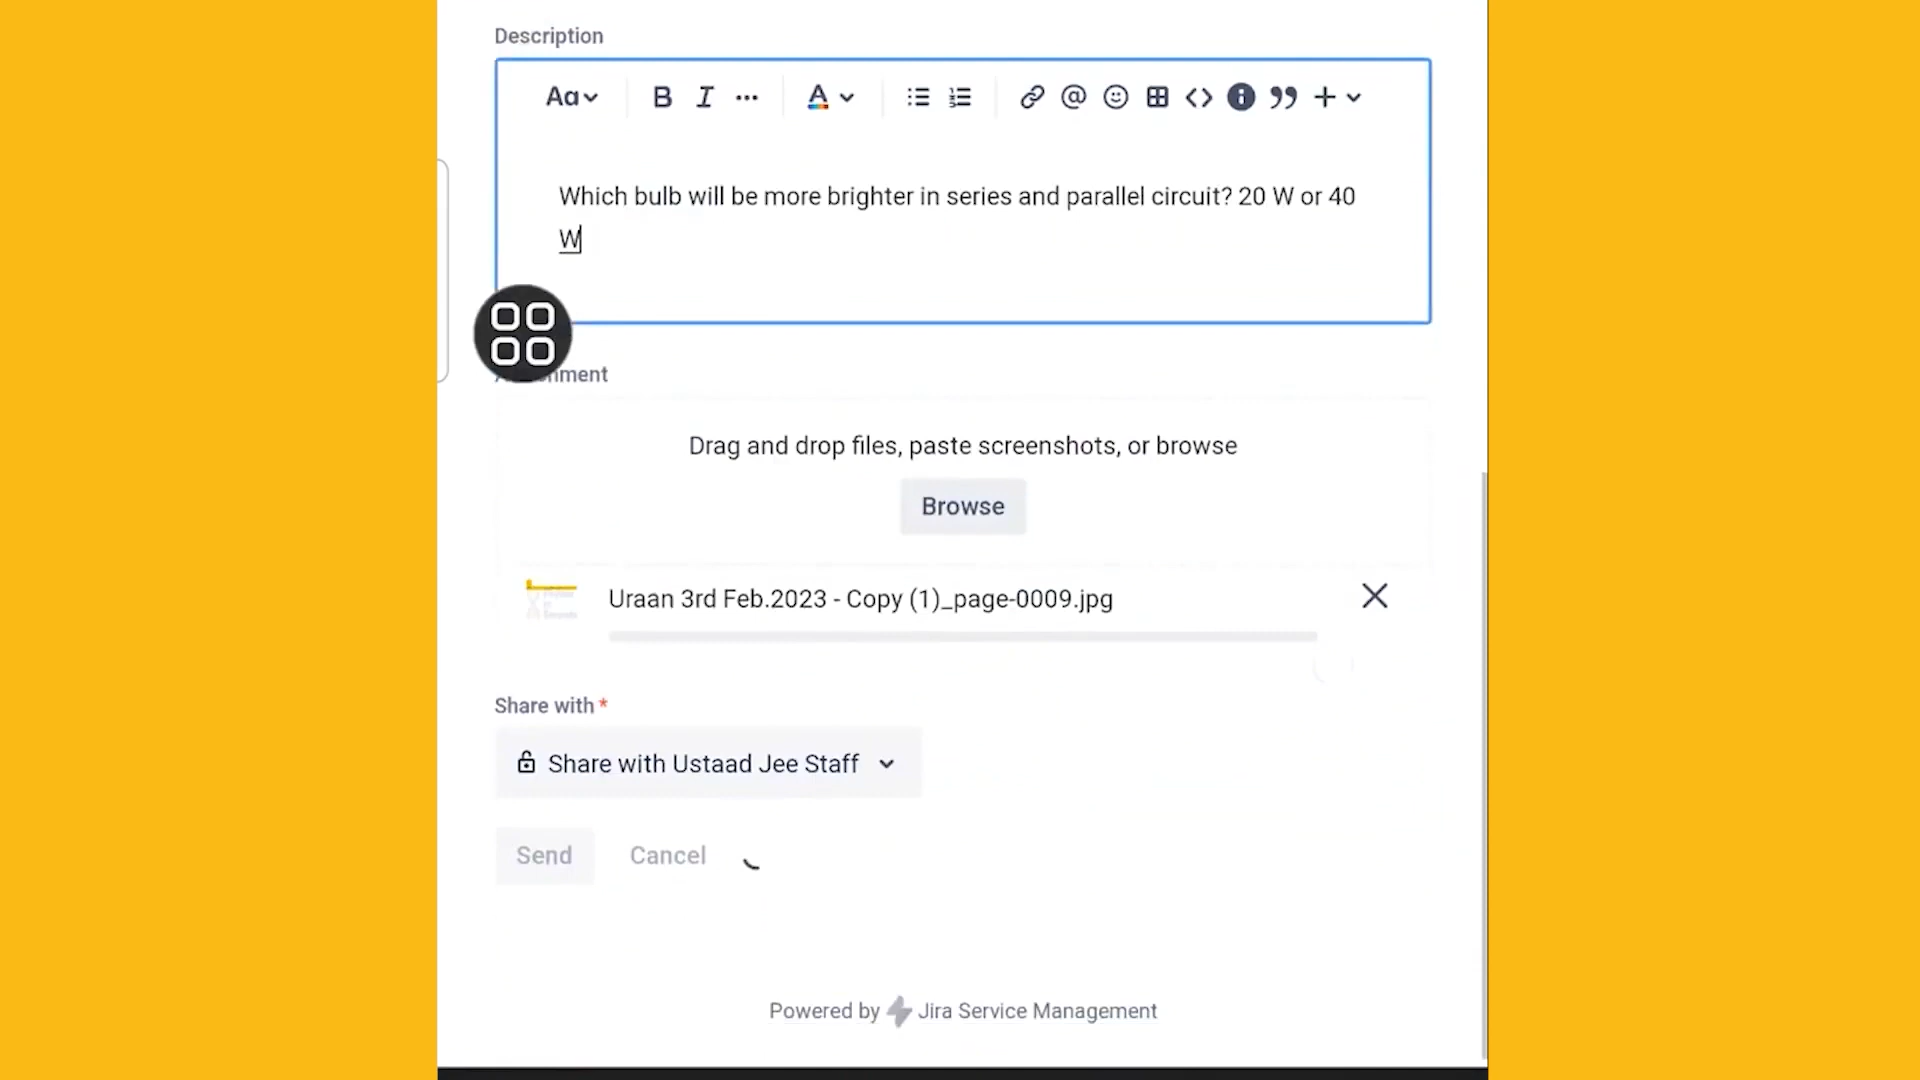 Description
Aa
B I ... A
Which bulb will be more brighter in series and parallel circuit? 20 W or 40
W
Drag and drop files, paste screenshots, or browse
Browse
Uraan 3rd Feb.2023 - Copy (1)_page-0009.jpg
Share with *
Share with Ustaad Jee Staff
Send Cancel
Powered by Jira Service Management